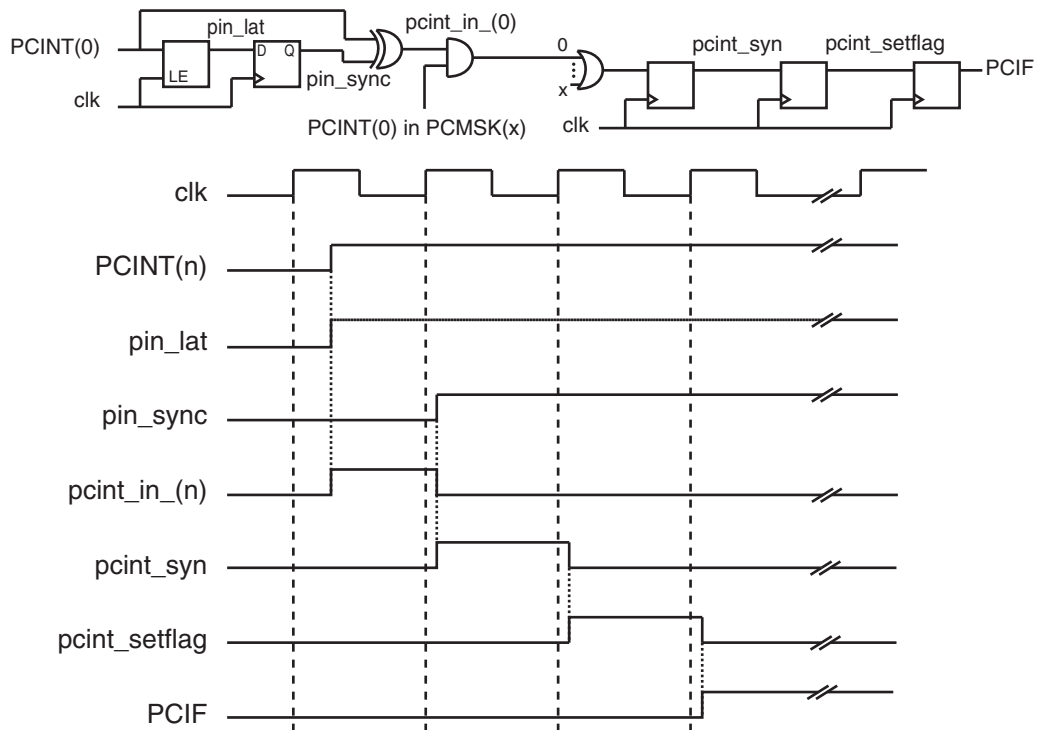 pin_lat
pcint_in_(0)
PCINT(0)
D Q
LE
pin_sync
clk
PCINT(0) in PCMSK(x)
0
x
clk
pcint_syn
pcint_setflag
PCIF
clk
PCINT(n)
pin_lat
pin_sync
pcint_in_(n)
pcint_syn
pcint_setflag
PCIF